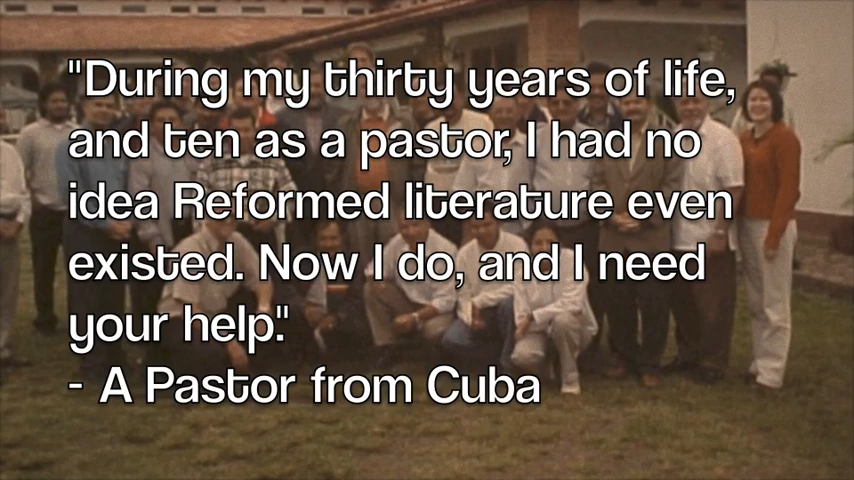 "During my thirty years of life,
and ten as a pastor, I had no
idea Reformed literature even
existed. Now I do, and I need
your help."
- A Pastor from Cuba